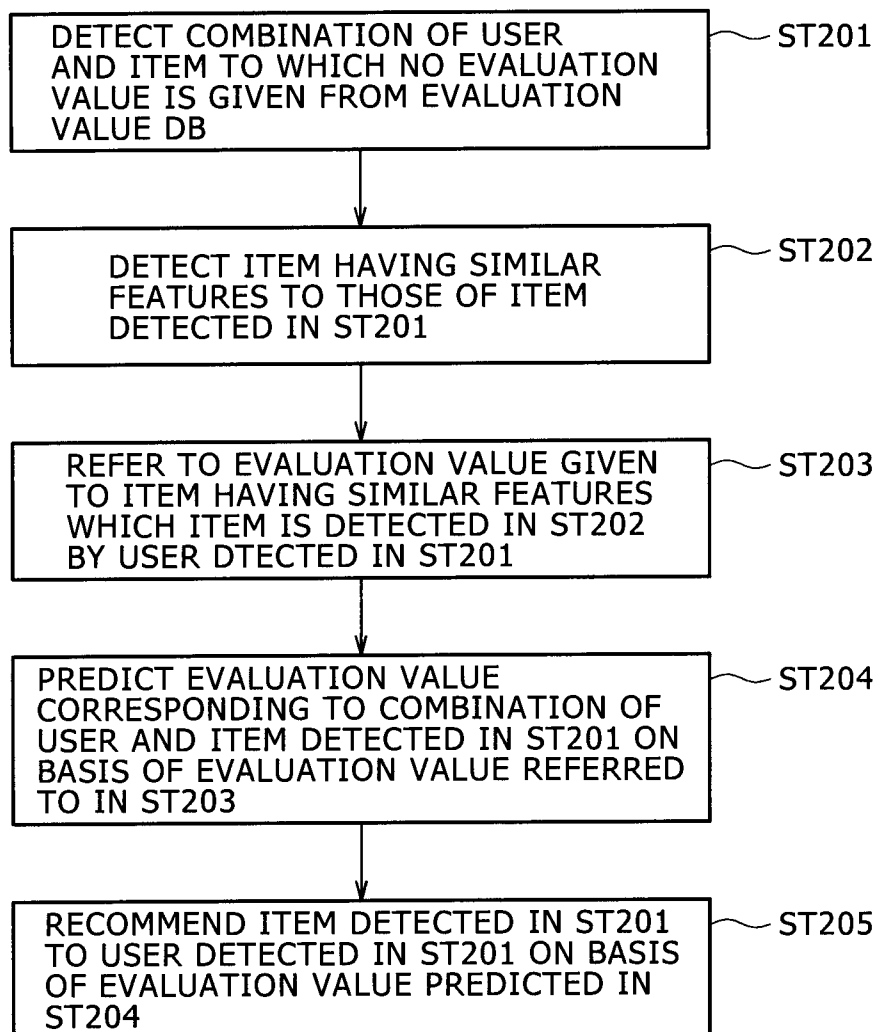 DETECT COMBINATION OF USER
AND ITEM TO WHICH NO EVALUATION
VALUE IS GIVEN FROM EVALUATION
VALUE DB
ST201
DETECT ITEM HAVING SIMILAR
FEATURES TO THOSE OF ITEM
DETECTED IN ST201
ST202
REFER TO EVALUATION VALUE GIVEN
TO ITEM HAVING SIMILAR FEATURES
WHICH ITEM IS DETECTED IN ST202
BY USER DTECTED IN ST201
ST203
PREDICT EVALUATION VALUE
CORRESPONDING TO COMBINATION OF
USER AND ITEM DETECTED IN ST201 ON
BASIS OF EVALUATION VALUE REFERRED
TO IN ST203
ST204
RECOMMEND ITEM DETECTED IN ST201
TO USER DETECTED IN ST201 ON BASIS
OF EVALUATION VALUE PREDICTED IN
ST204
ST205